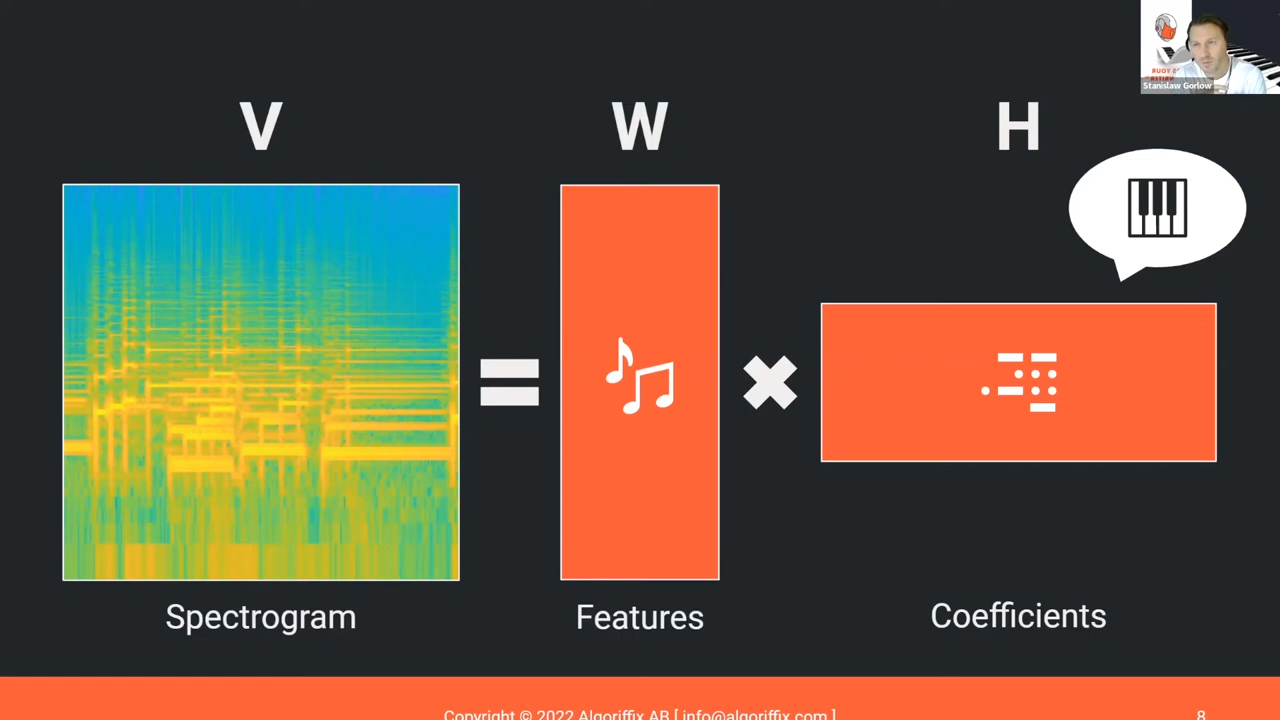 Stanislaw Gorlow
V
W
H
Spectrogram
Features
Coefficients
Copyright © 2022 Algoriffix AB [ info@algoriffix.com ]
8